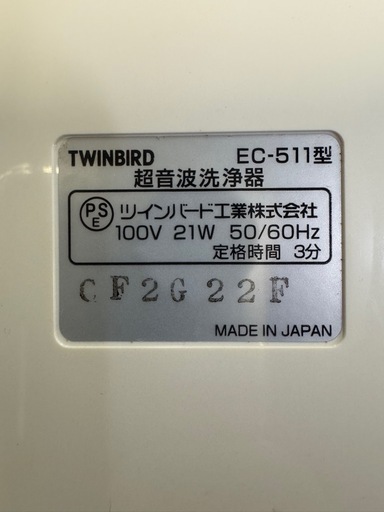 TWINBIRD EC-511型
超音波洗浄器
PS
E
ツインバード工業株式会社
100V 21W 50/60Hz
定格時間 3分
CF2G22F
MADE IN JAPAN